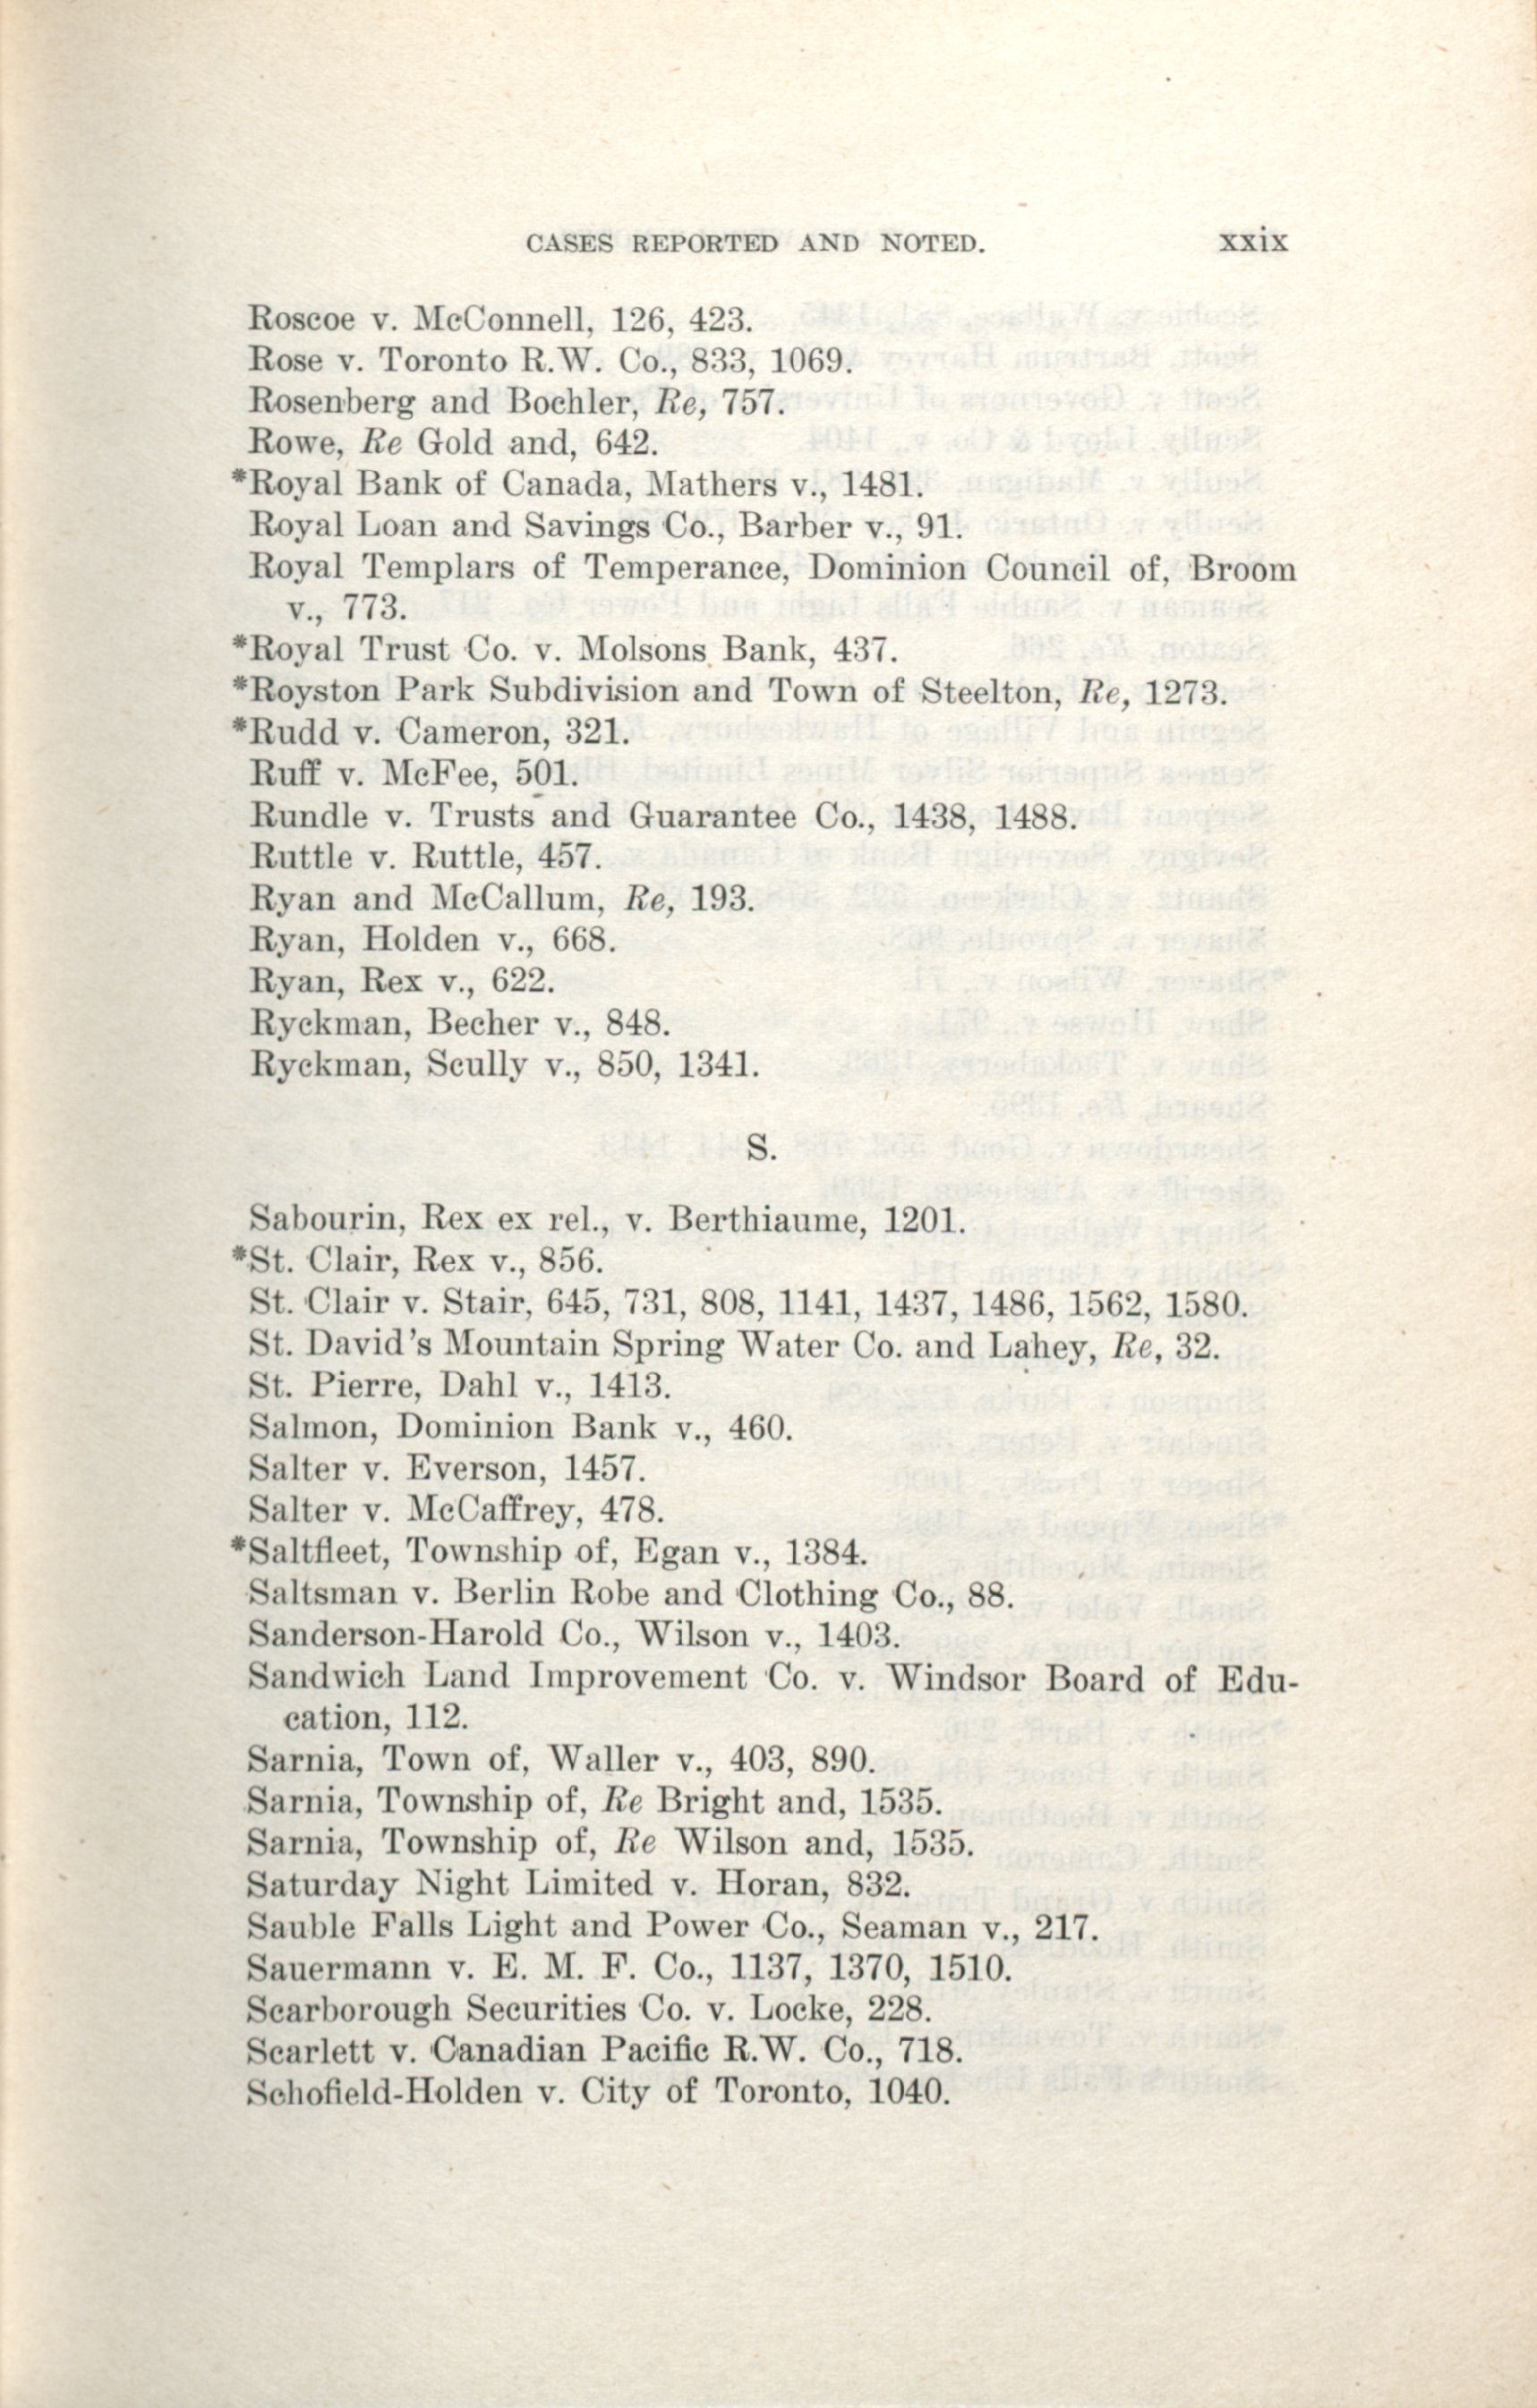 CASES REPORTED AND NOTED. xxix
Roscoe v. McConnell, 126, 423.
Rose v. Toronto R.W. Co., 833, 1069.
Rosenberg and Bochler, Re, 757.
Rowe, Re Gold and, 642.
*Royal Bank of Canada, Mathers v., 1481.
Royal Loan and Savings Co., Barber v., 91.
Royal Templars of Temperance, Dominion Council of, Broom
v., 773.
*Royal Trust Co. v. Molsons Bank, 437.
*Royston Park Subdivision and Town of Steelton, Re, 1273.
*Rudd v. Cameron, 321.
Ruff v. McFee, 501.
Rundle v. Trusts and Guarantee Co., 1438, 1488.
Ruttle v. Ruttle, 457.
Ryan and McCallum, Re, 193.
Ryan, Holden v., 668.
Ryan, Rex v., 622.
Ryckman, Becher v., 848.
Ryckman, Scully v., 850, 1341.
S.
Sabourin, Rex ex rel., v. Berthiaume, 1201.
*St. Clair, Rex v., 856.
St. Clair v. Stair, 645, 731, 808, 1141, 1437, 1486, 1562, 1580.
St. David's Mountain Spring Water Co. and Lahey, Re, 32.
St. Pierre, Dahl v., 1413.
Salmon, Dominion Bank v., 460.
Salter v. Everson, 1457.
Salter v. McCaffrey, 478.
*Saltfleet, Township of, Egan v., 1384.
Saltsman v. Berlin Robe and Clothing Co., 88.
Sanderson-Harold Co., Wilson v., 1403.
Sandwich Land Improvement Co. v. Windsor Board of Edu-
cation, 112.
Sarnia, Town of, Waller v., 403, 890.
Sarnia, Township of, Re Bright and, 1535.
Sarnia, Township of, Re Wilson and, 1535.
Saturday Night Limited v. Horan, 832.
Sauble Falls Light and Power Co., Seaman v., 217.
Sauermann v. E. M. F. Co., 1137, 1370, 1510.
Scarborough Securities Co. v. Locke, 228.
Scarlett v. Canadian Pacific R.W. Co., 718.
Schofield-Holden v. City of Toronto, 1040.